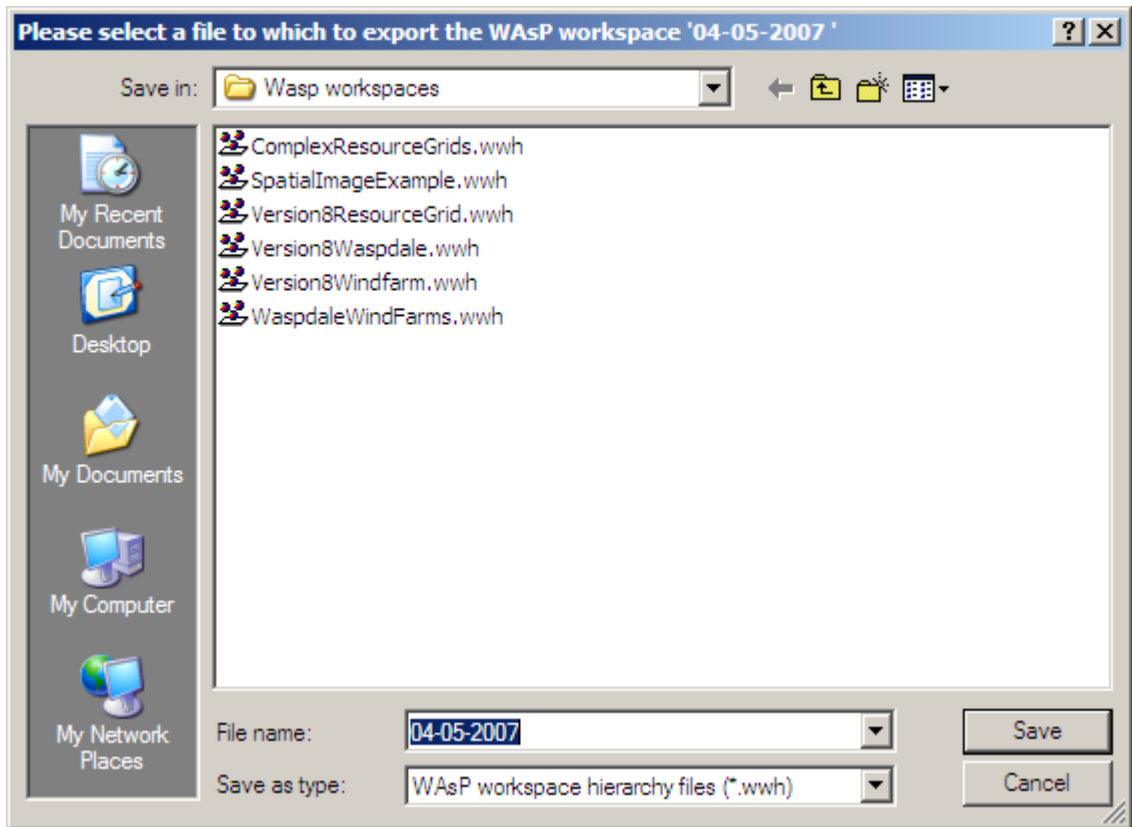 Please select a file to which to export the WAsP workspace '04-05-2007 '
Save in: Wasp workspaces
ComplexResourceGrids.wwh
SpatialImageExample.wwh
Version8ResourceGrid.wwh
Version8Waspdale.wwh
Version8Windfarm.wwh
WaspdaleWindFarms.wwh
My Recent
Documents
Desktop
My Documents
My Computer
My Network
Places
File name: 04-05-2007 Save
Save as type: WAsP workspace hierarchy files (*.wwh) Cancel